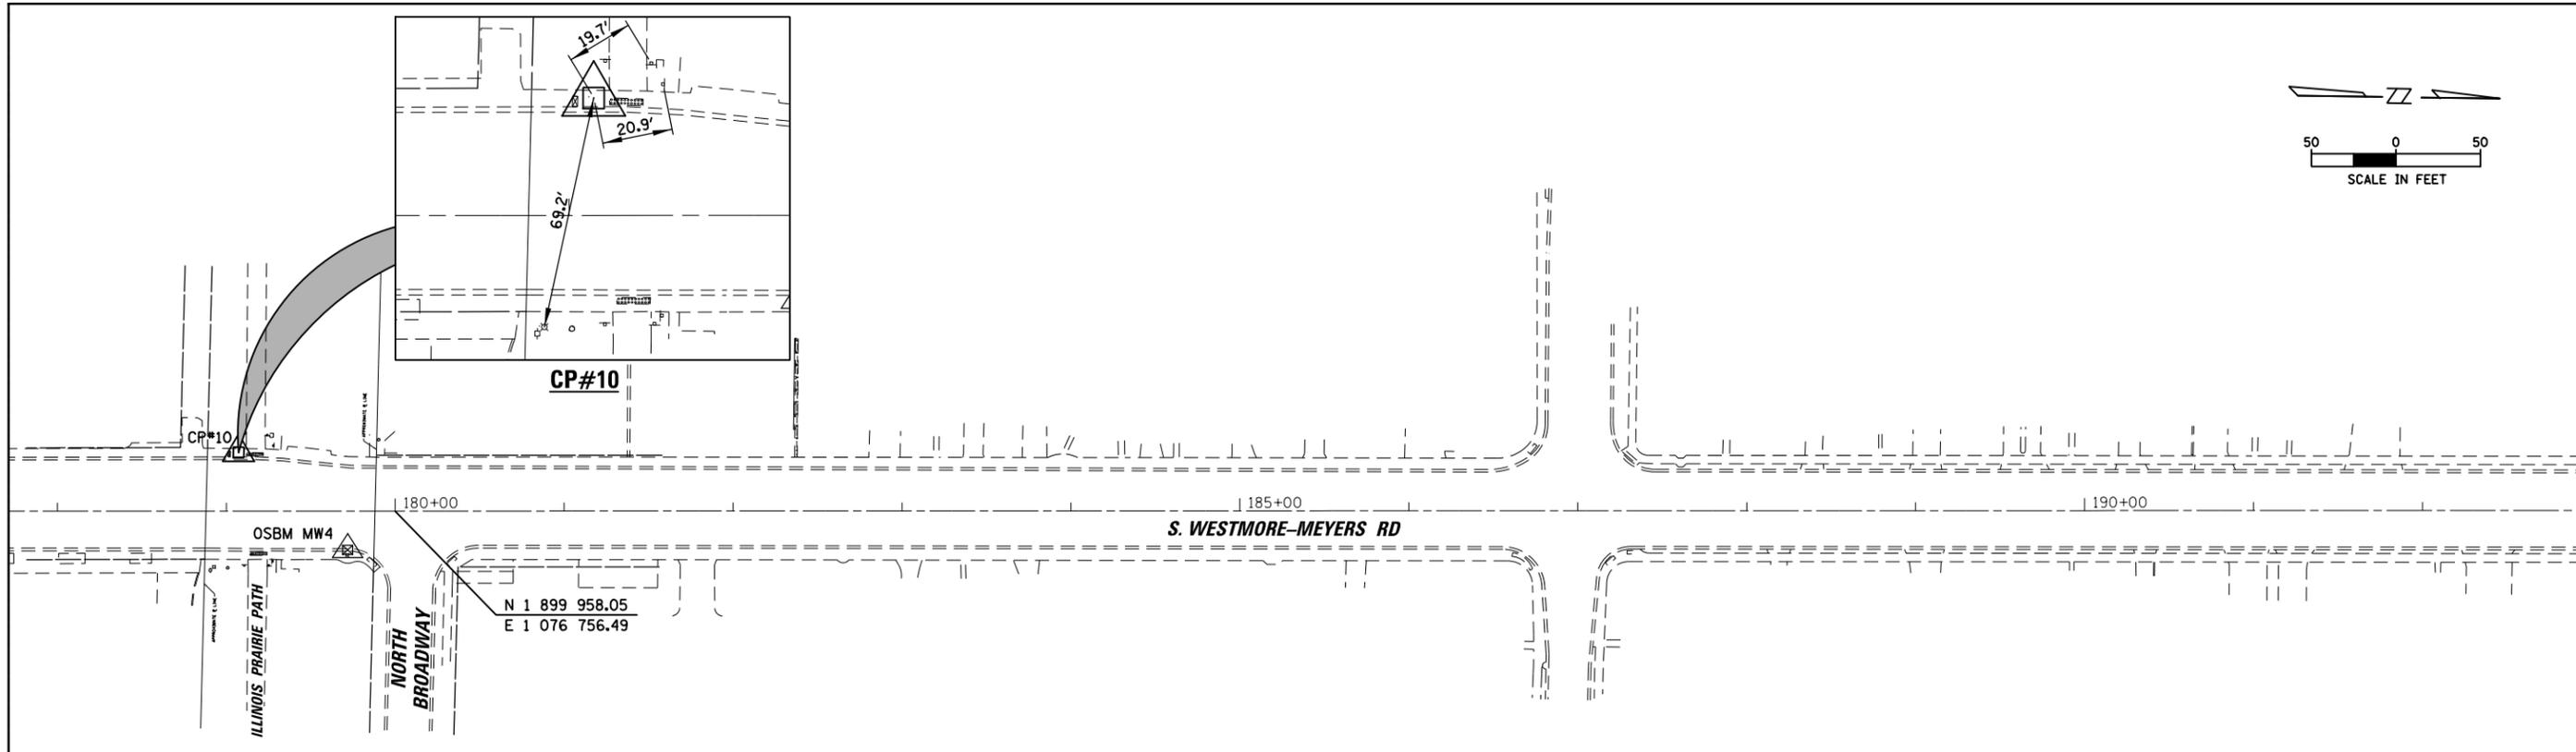 19.7'
20.9'
69.2'
CP#10
50 0 50
SCALE IN FEET
CP#10
180+00
185+00
190+00
S. WESTMORE-MEYERS RD
OSBM MW4
N 1 899 958.05
E 1 076 756.49
ILLINOIS PRAIRIE PATH
NORTH
BROADWAY